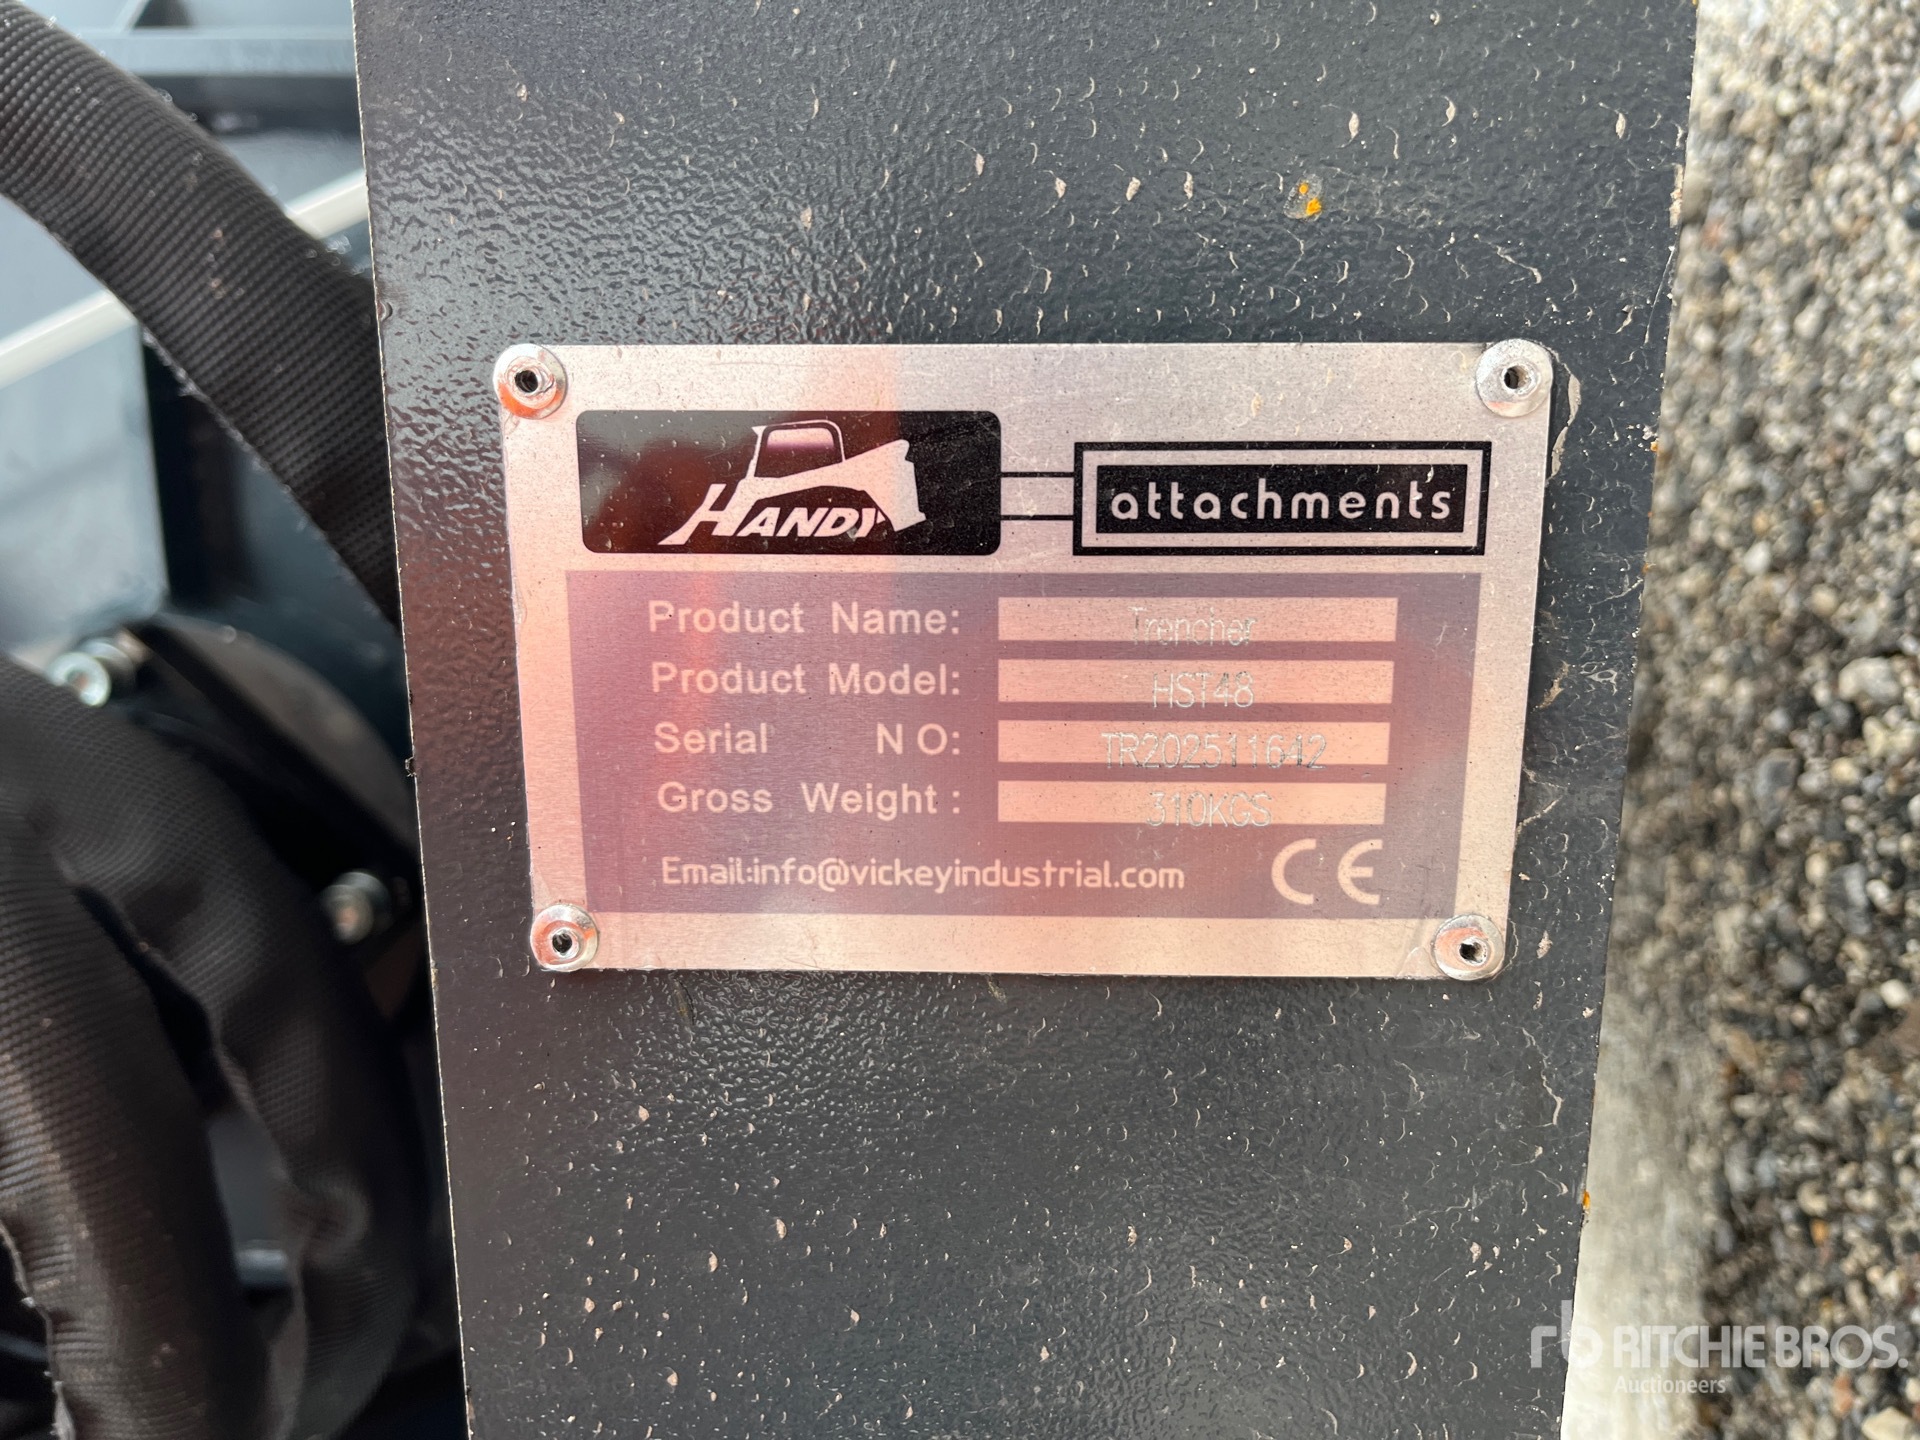 HANDY
attachments
Product Name: Trencher
Product Model: HST48
Serial NO: TR202511642
Gross Weight: 310KGS
Email:info@vickeyindustrial.com
CE
rb RITCHIE BROS.
Auctioneers